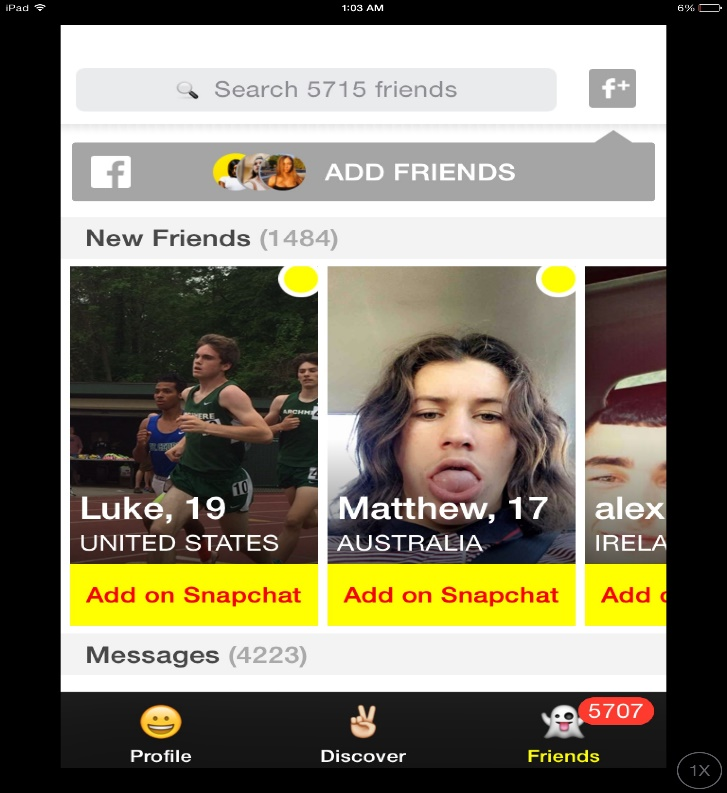 iPad 1:03 AM 6%
Search 5715 friends
f+
f ADD FRIENDS
New Friends (1484)
10
Luke, 19
UNITED STATES
Add on Snapchat
Matthew, 17
AUSTRALIA
Add on Snapchat
alex
IRELA
Add
Messages (4223)
5707
Profile Discover Friends
1X